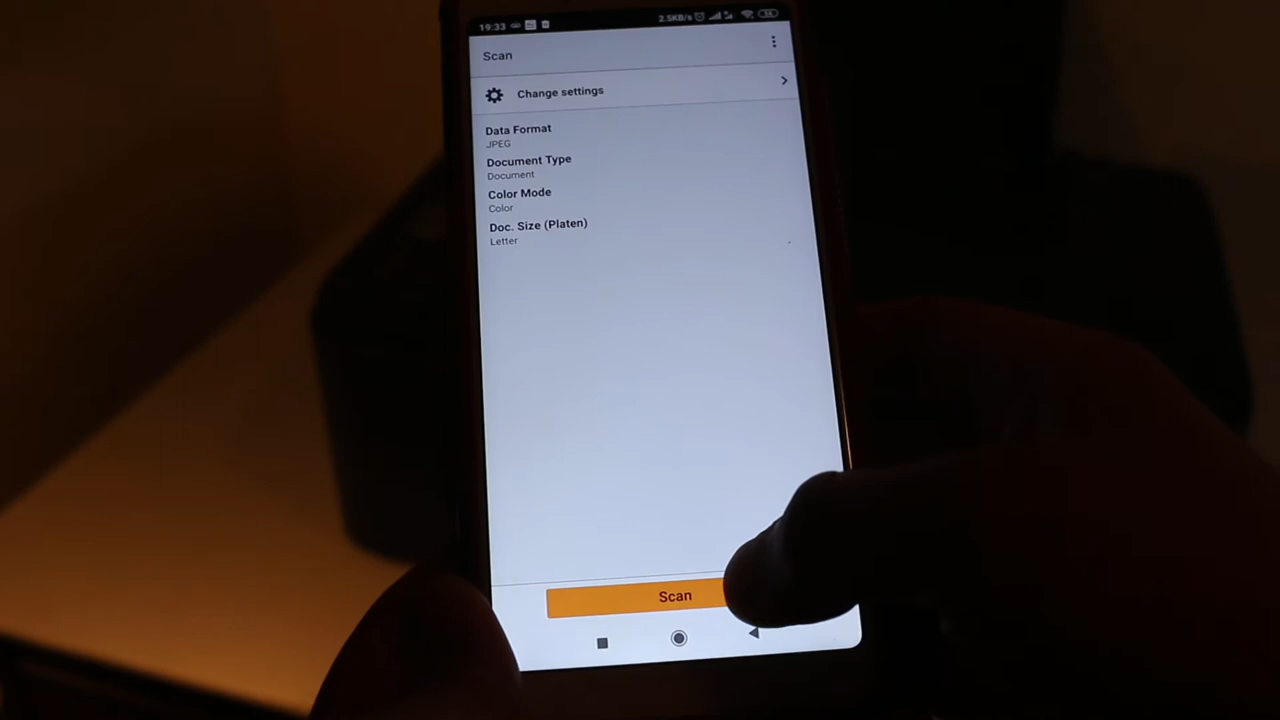 19:33 2.5KB/s 34
Scan
Change settings
Data Format
JPEG
Document Type
Document
Color Mode
Color
Doc. Size (Platen)
Letter
Scan